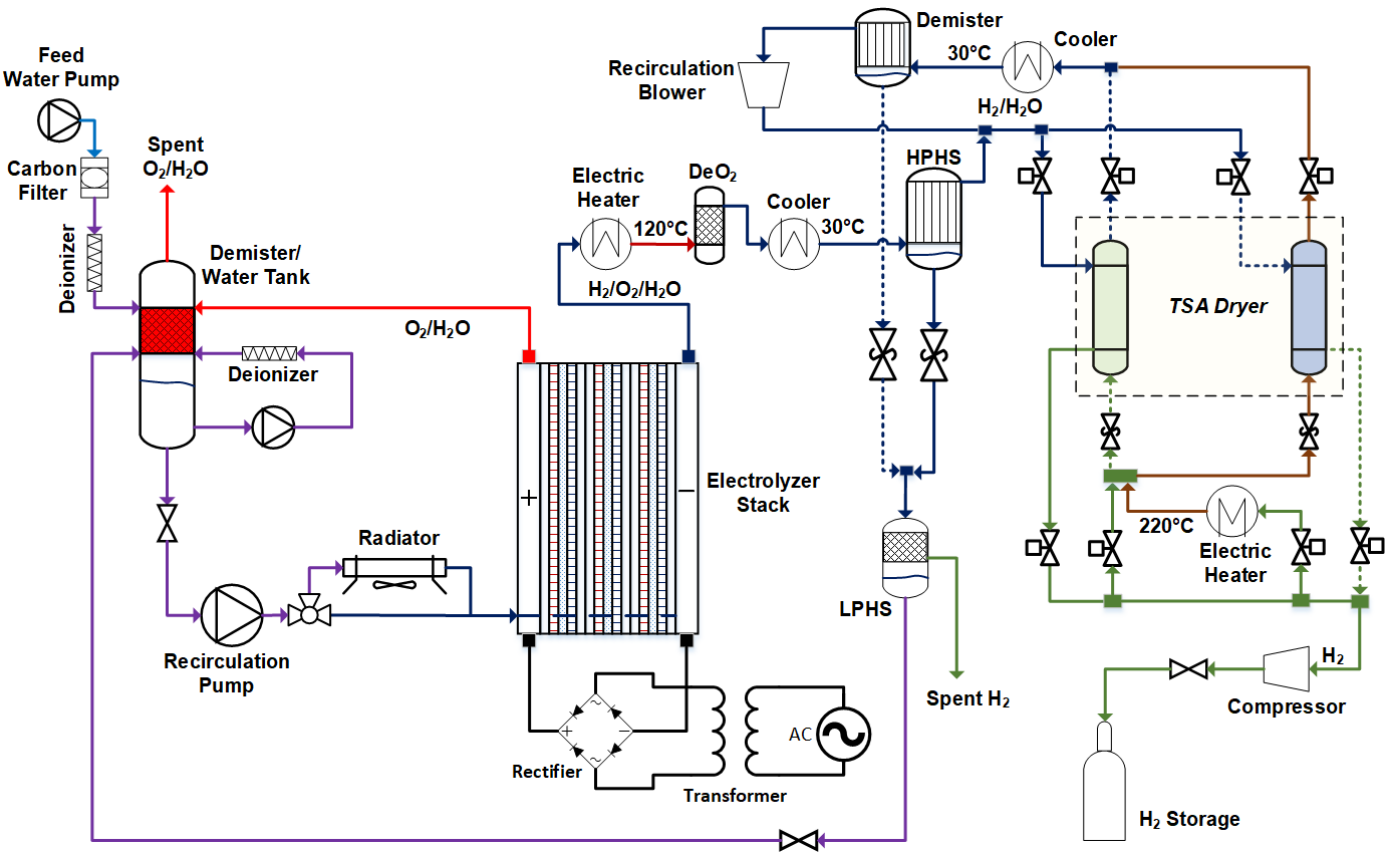 Feed
Water Pump
Carbon
Filter
Deionizer
Spent
O₂/H₂O
Demister/
Water Tank
O₂/H₂O
Deionizer
Recirculation
Pump
Radiator
Electric
Heater
120°C
H₂/O₂/H₂O
DeO₂
Cooler
30°C
HPHS
Recirculation
Blower
Demister
30°C
Cooler
H₂/H₂O
TSA Dryer
220°C
Electric
Heater
+
−
Electrolyzer
Stack
LPHS
Spent H₂
H₂
Compressor
H₂ Storage
~
+
−
~
Rectifier
Transformer
AC